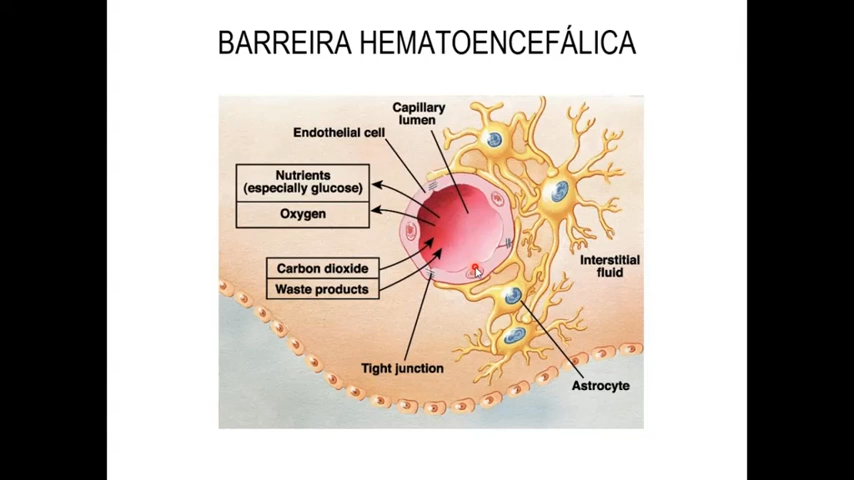 BARREIRA HEMATOENCEFÁLICA
Capillary
lumen
Endothelial cell
Nutrients
(especially glucose)
Oxygen
Carbon dioxide
Waste products
Interstitial
fluid
Tight junction
Astrocyte